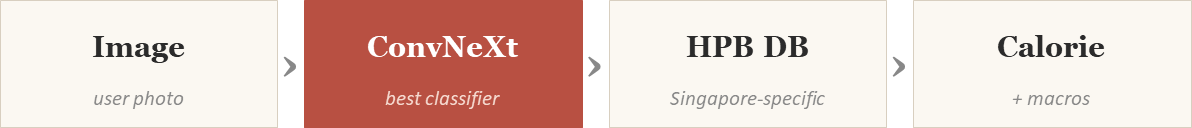 Image
user photo
›
ConvNeXt
best classifier
›
HPB DB
Singapore-specific
›
Calorie
+ macros